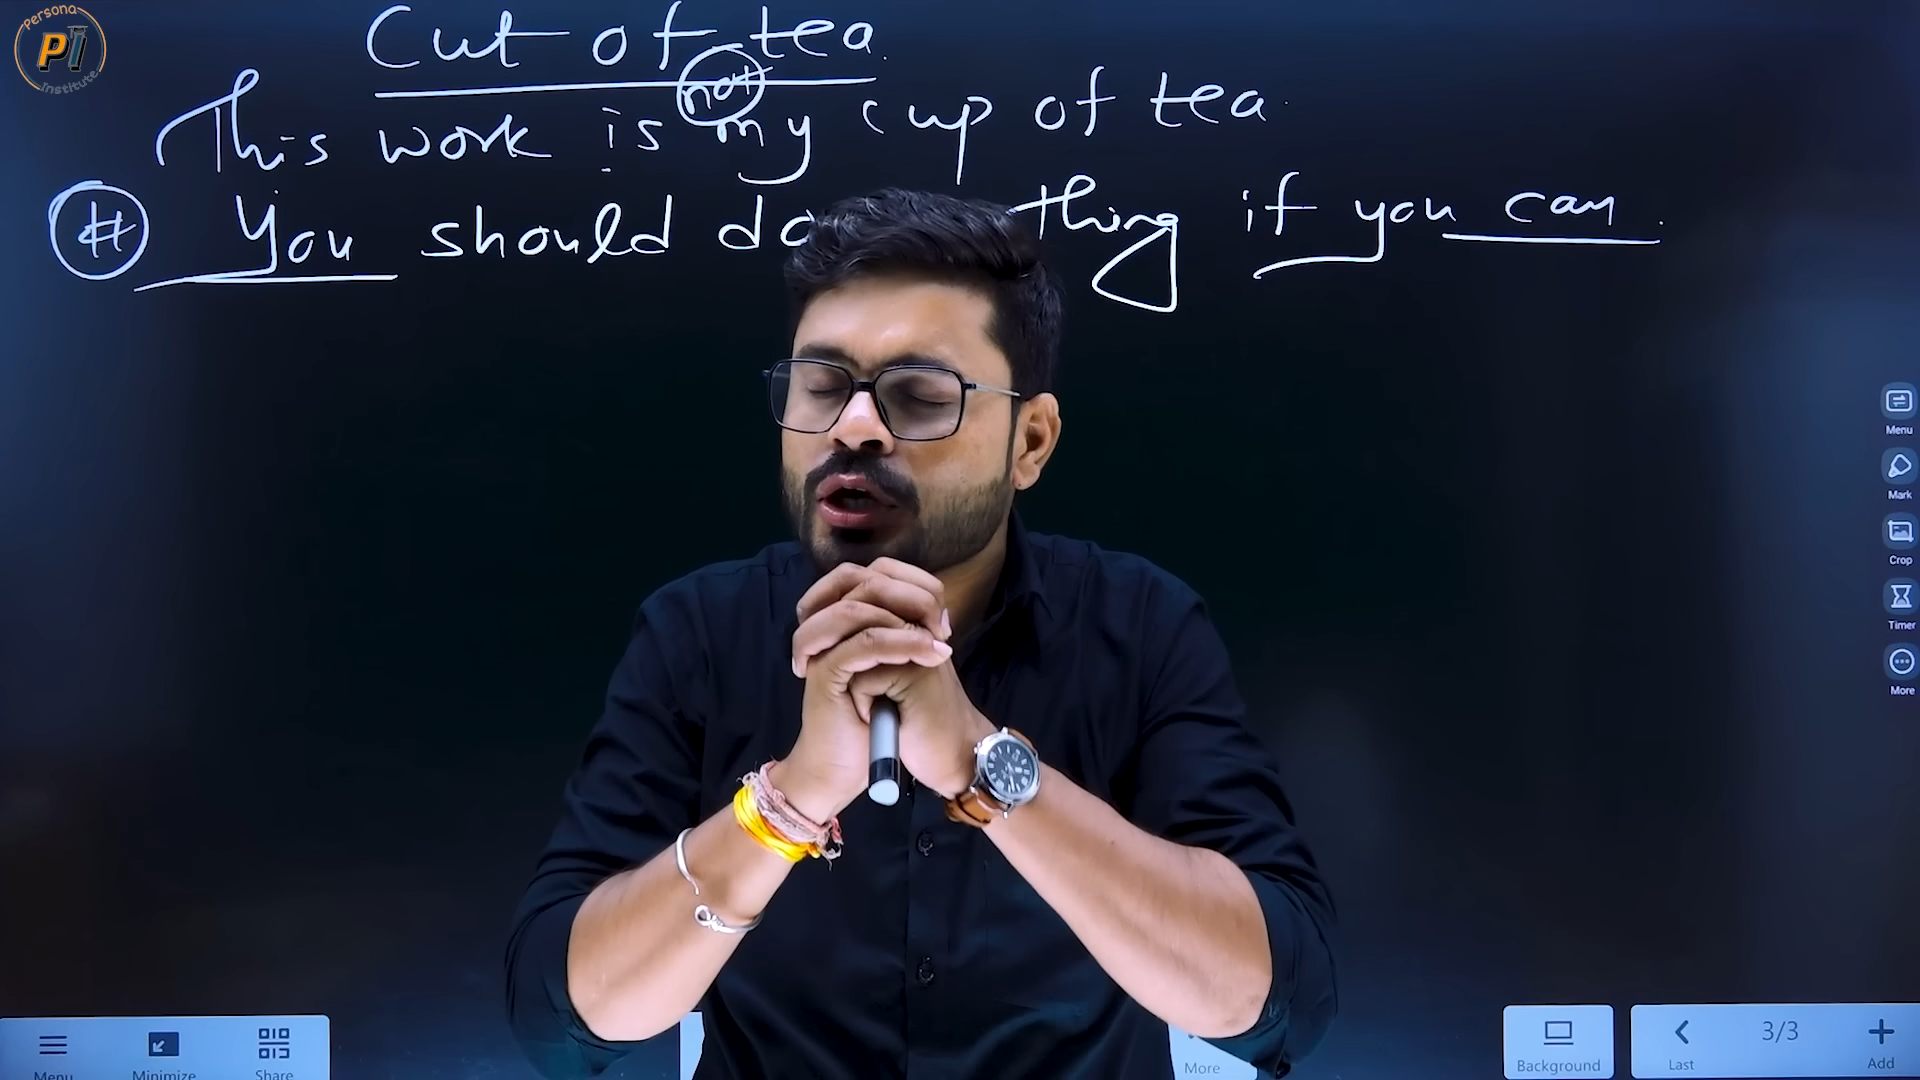 Persona
PI
Institute
Cut of tea.
not
This work is my cup of tea.
# You should do thing if you can.
Menu
Mark
Crop
Timer
More
Menu
Minimize
Share
More
Background
Last
3/3
Add